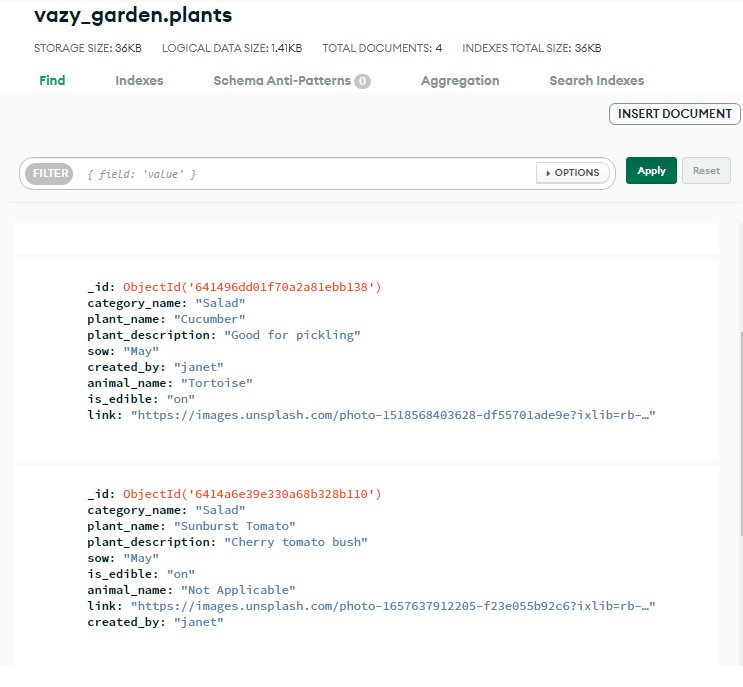 vazy_garden.plants
STORAGE SIZE: 36KB LOGICAL DATA SIZE: 1.41KB TOTAL DOCUMENTS: 4 INDEXES TOTAL SIZE: 36KB
Find Indexes Schema Anti-Patterns 0 Aggregation Search Indexes
INSERT DOCUMENT
FILTER { field: 'value' } OPTIONS Apply Reset
_id: ObjectId('641496dd01f70a2a81ebb138')
category_name: "Salad"
plant_name: "Cucumber"
plant_description: "Good for pickling"
sow: "May"
created_by: "janet"
animal_name: "Tortoise"
is_edible: "on"
link: "https://images.unsplash.com/photo-1518568403628-df55701ade9e?ixlib=rb-…"
_id: ObjectId('6414a6e39e330a68b328b110')
category_name: "Salad"
plant_name: "Sunburst Tomato"
plant_description: "Cherry tomato bush"
sow: "May"
is_edible: "on"
animal_name: "Not Applicable"
link: "https://images.unsplash.com/photo-1657637912205-f23e055b92c6?ixlib=rb-…"
created_by: "janet"